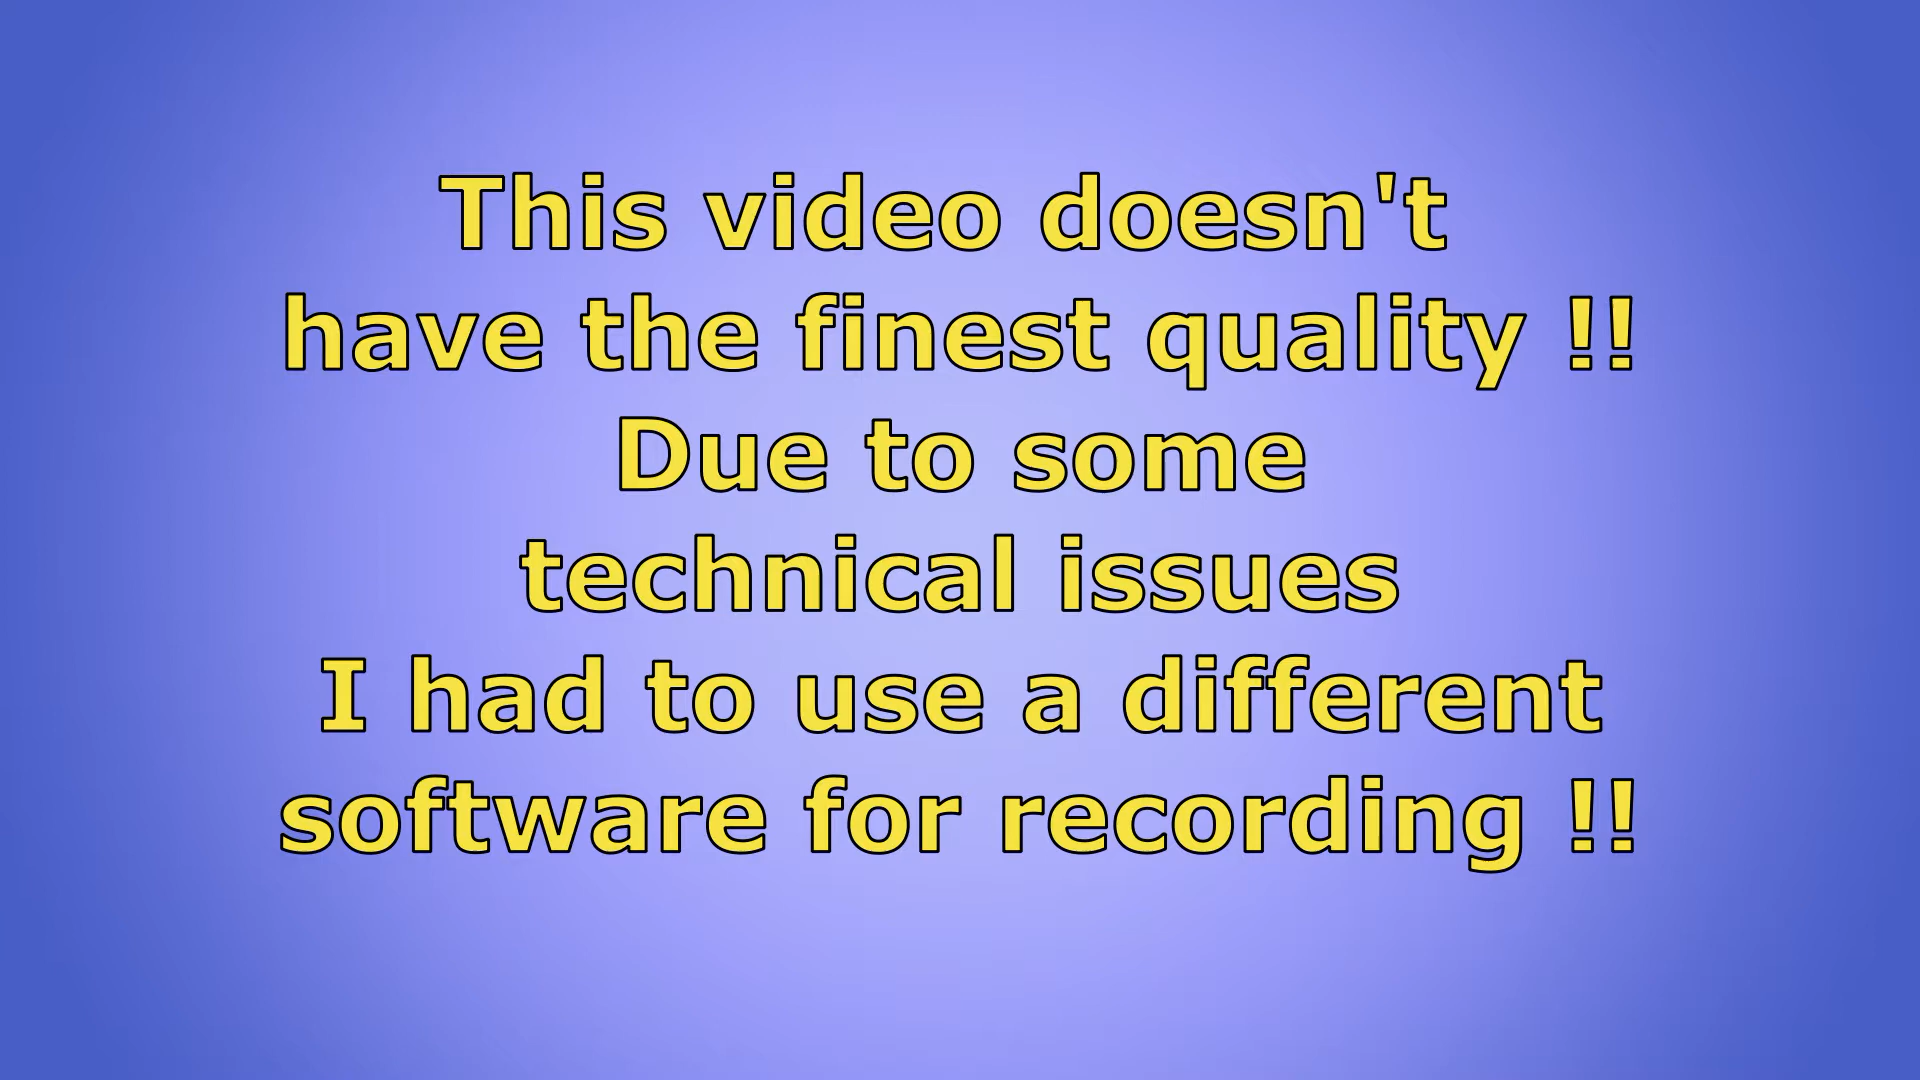 This video doesn't
have the finest quality !!
Due to some
technical issues
I had to use a different
software for recording !!